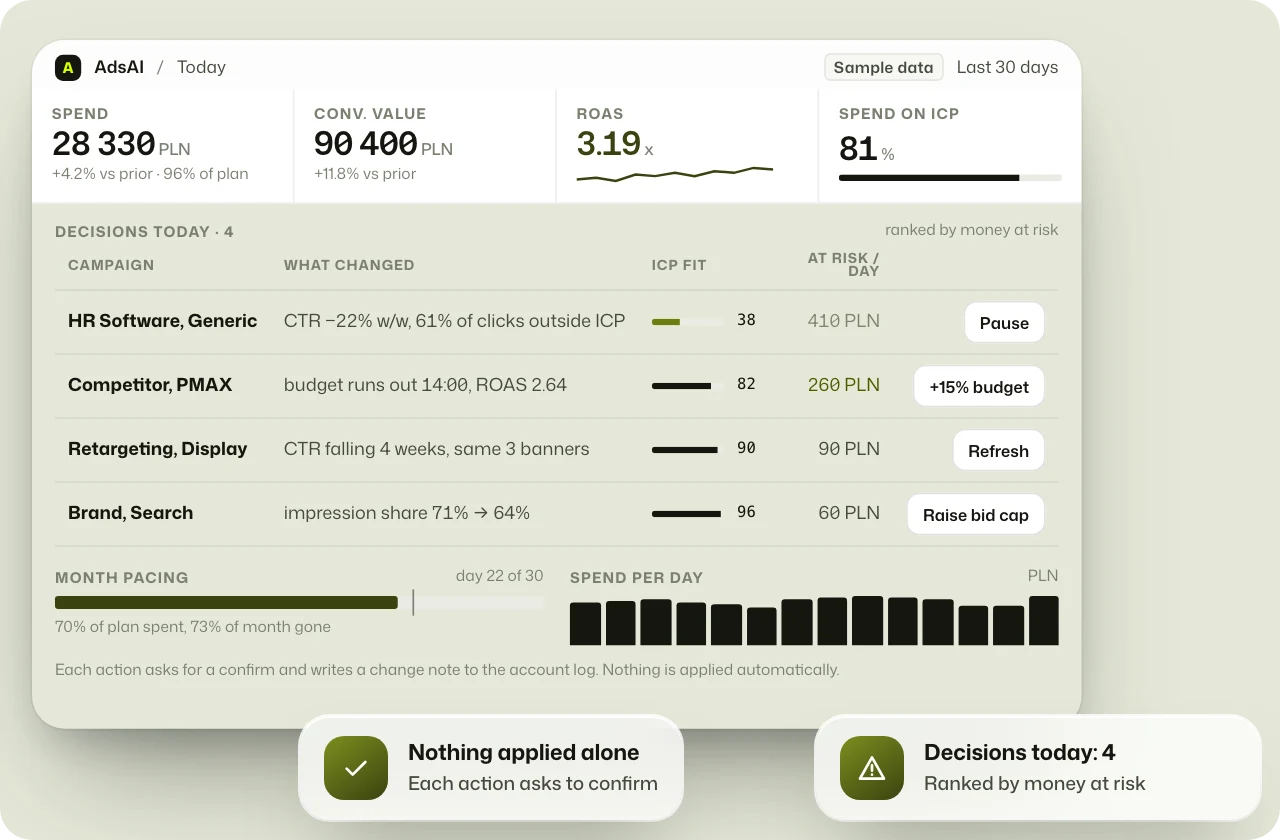 A AdsAI / Today
Sample data Last 30 days
SPEND
28 330 PLN
+4.2% vs prior · 96% of plan
CONV. VALUE
90 400 PLN
+11.8% vs prior
ROAS
3.19 x
SPEND ON ICP
81 %
DECISIONS TODAY · 4
ranked by money at risk
CAMPAIGN WHAT CHANGED ICP FIT AT RISK /
DAY
HR Software, Generic CTR −22% w/w, 61% of clicks outside ICP 38 410 PLN Pause
Competitor, PMAX budget runs out 14:00, ROAS 2.64 82 260 PLN +15% budget
Retargeting, Display CTR falling 4 weeks, same 3 banners 90 90 PLN Refresh
Brand, Search impression share 71% → 64% 96 60 PLN Raise bid cap
MONTH PACING day 22 of 30
70% of plan spent, 73% of month gone
SPEND PER DAY PLN
Each action asks for a confirm and writes a change note to the account log. Nothing is applied automatically.
Nothing applied alone
Each action asks to confirm
Decisions today: 4
Ranked by money at risk